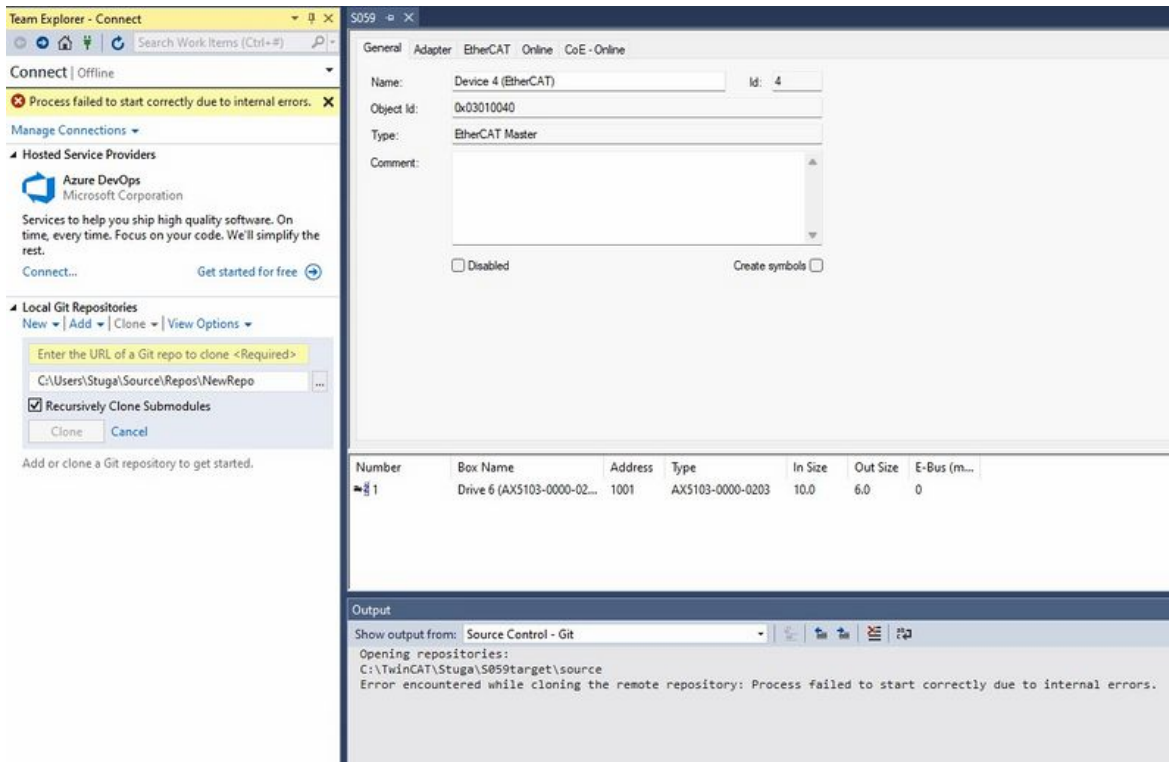 Team Explorer - Connect
Search Work Items (Ctrl+#)
Connect | Offline
Process failed to start correctly due to internal errors.
Manage Connections
Hosted Service Providers
Azure DevOps
Microsoft Corporation
Services to help you ship high quality software. On
time, every time. Focus on your code. We'll simplify the
rest.
Connect... Get started for free
Local Git Repositories
New | Add | Clone | View Options
Enter the URL of a Git repo to clone <Required>
C:\Users\Stuga\Source\Repos\NewRepo
...
Recursively Clone Submodules
Clone Cancel
Add or clone a Git repository to get started.
S059
General Adapter EtherCAT Online CoE - Online
Name: Device 4 (EtherCAT) Id: 4
Object Id: 0x03010040
Type: EtherCAT Master
Comment:
Disabled Create symbols
Number Box Name Address Type In Size Out Size E-Bus (m...
1 Drive 6 (AX5103-0000-02... 1001 AX5103-0000-0203 10.0 6.0 0
Output
Show output from: Source Control - Git
Opening repositories:
C:\TwinCAT\Stuga\S059target\source
Error encountered while cloning the remote repository: Process failed to start correctly due to internal errors.